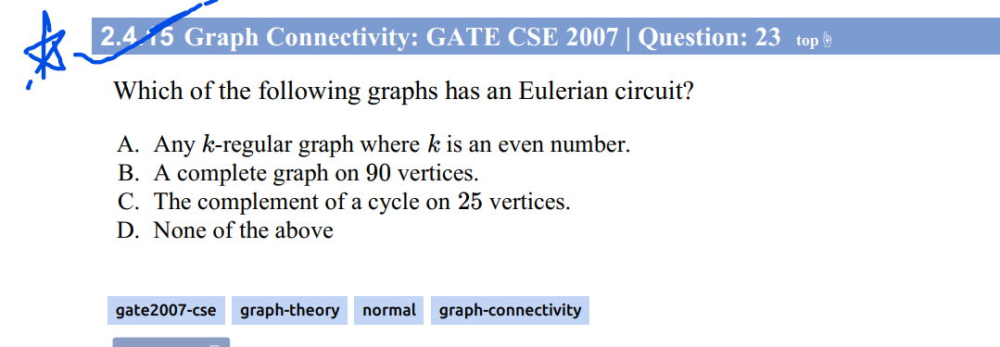 2.4.15 Graph Connectivity: GATE CSE 2007 | Question: 23 top
Which of the following graphs has an Eulerian circuit?
A. Any k-regular graph where k is an even number.
B. A complete graph on 90 vertices.
C. The complement of a cycle on 25 vertices.
D. None of the above
gate2007-cse graph-theory normal graph-connectivity